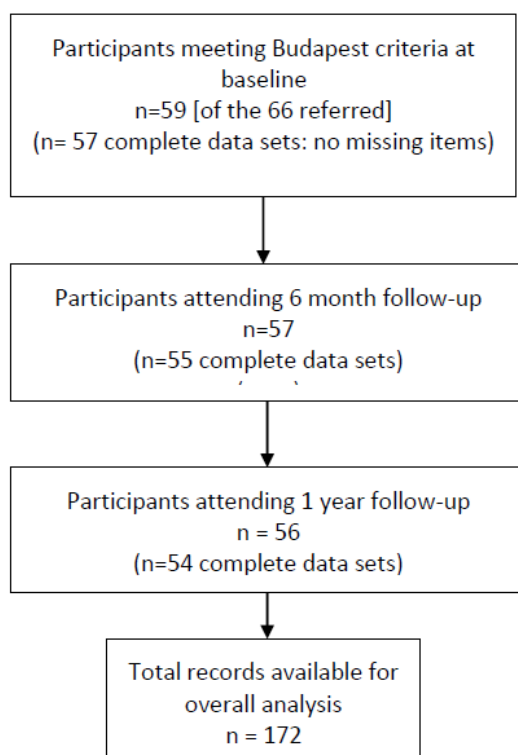 Participants meeting Budapest criteria at
baseline
n=59 [of the 66 referred]
(n= 57 complete data sets: no missing items)
Participants attending 6 month follow-up
n=57
(n=55 complete data sets)
Participants attending 1 year follow-up
n = 56
(n=54 complete data sets)
Total records available for
overall analysis
n = 172